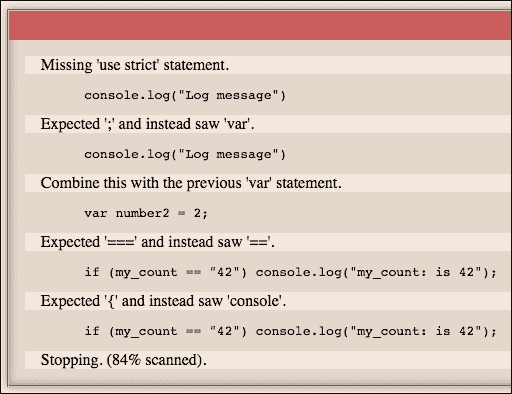 Missing 'use strict' statement.
console.log("Log message")
Expected ';' and instead saw 'var'.
console.log("Log message")
Combine this with the previous 'var' statement.
var number2 = 2;
Expected '===' and instead saw '=='.
if (my_count == "42") console.log("my_count: is 42");
Expected '{' and instead saw 'console'.
if (my_count == "42") console.log("my_count: is 42");
Stopping. (84% scanned).